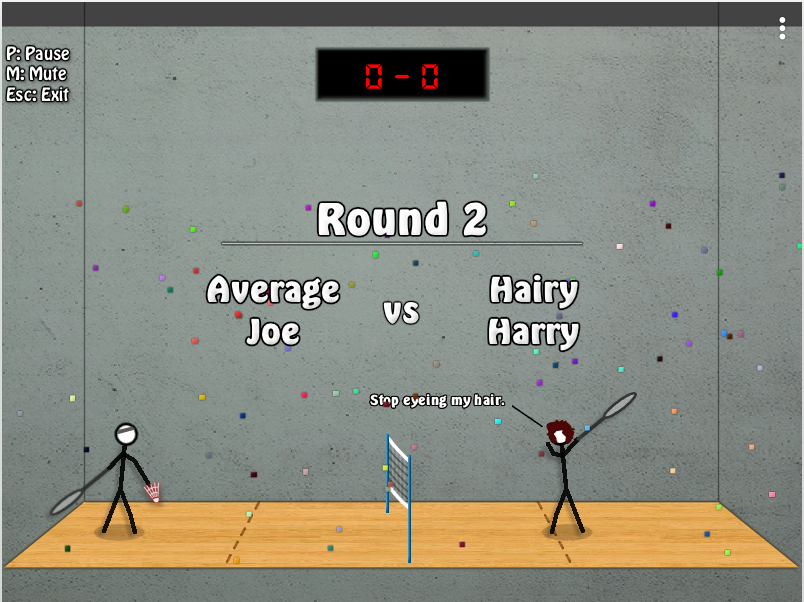 P: Pause
M: Mute
Esc: Exit
0 - 0
Round 2
Average
Joe
vs
Hairy
Harry
Stop eyeing my hair.